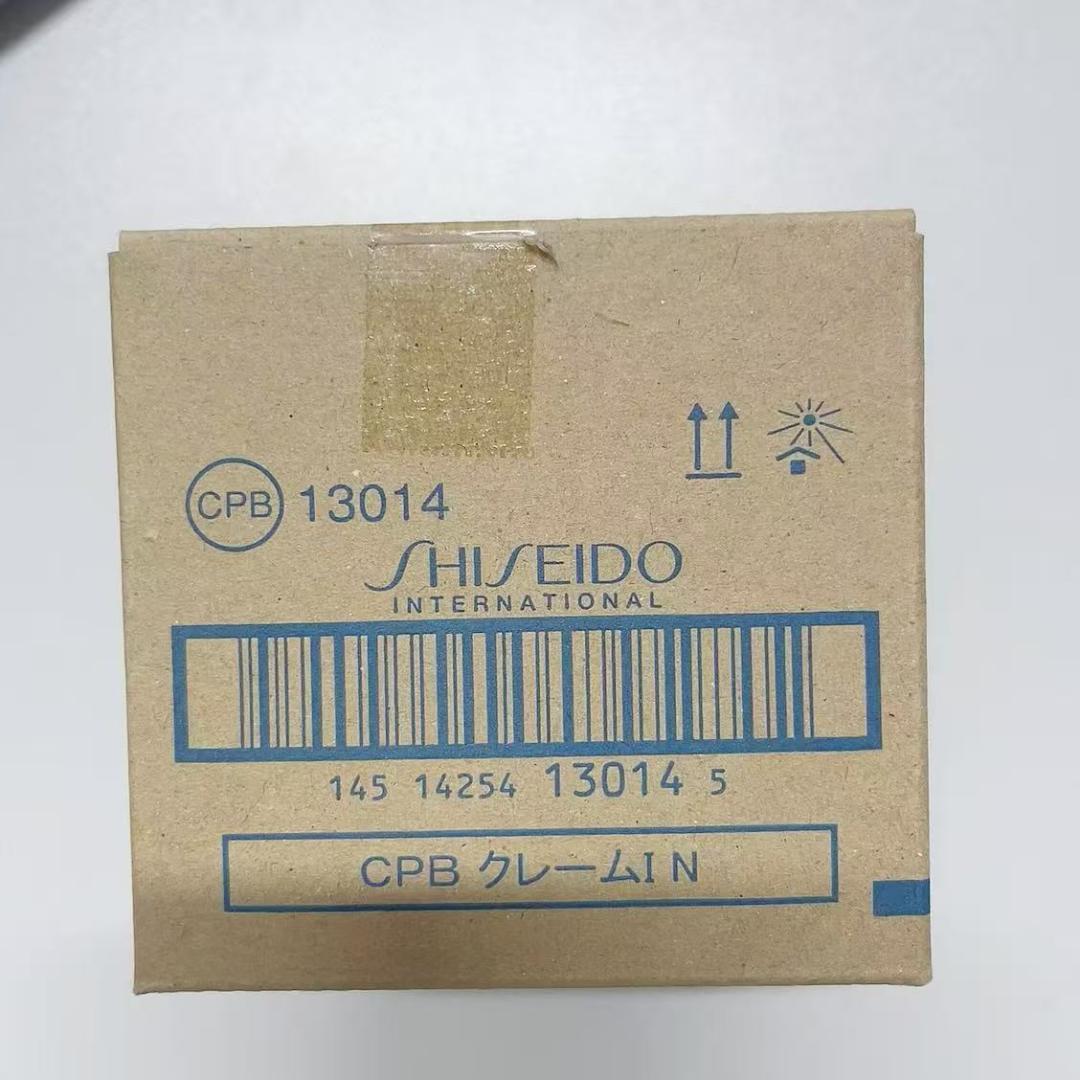 CPB 13014
SHISEIDO
INTERNATIONAL
145 14254 13014 5
CPB クレームI N